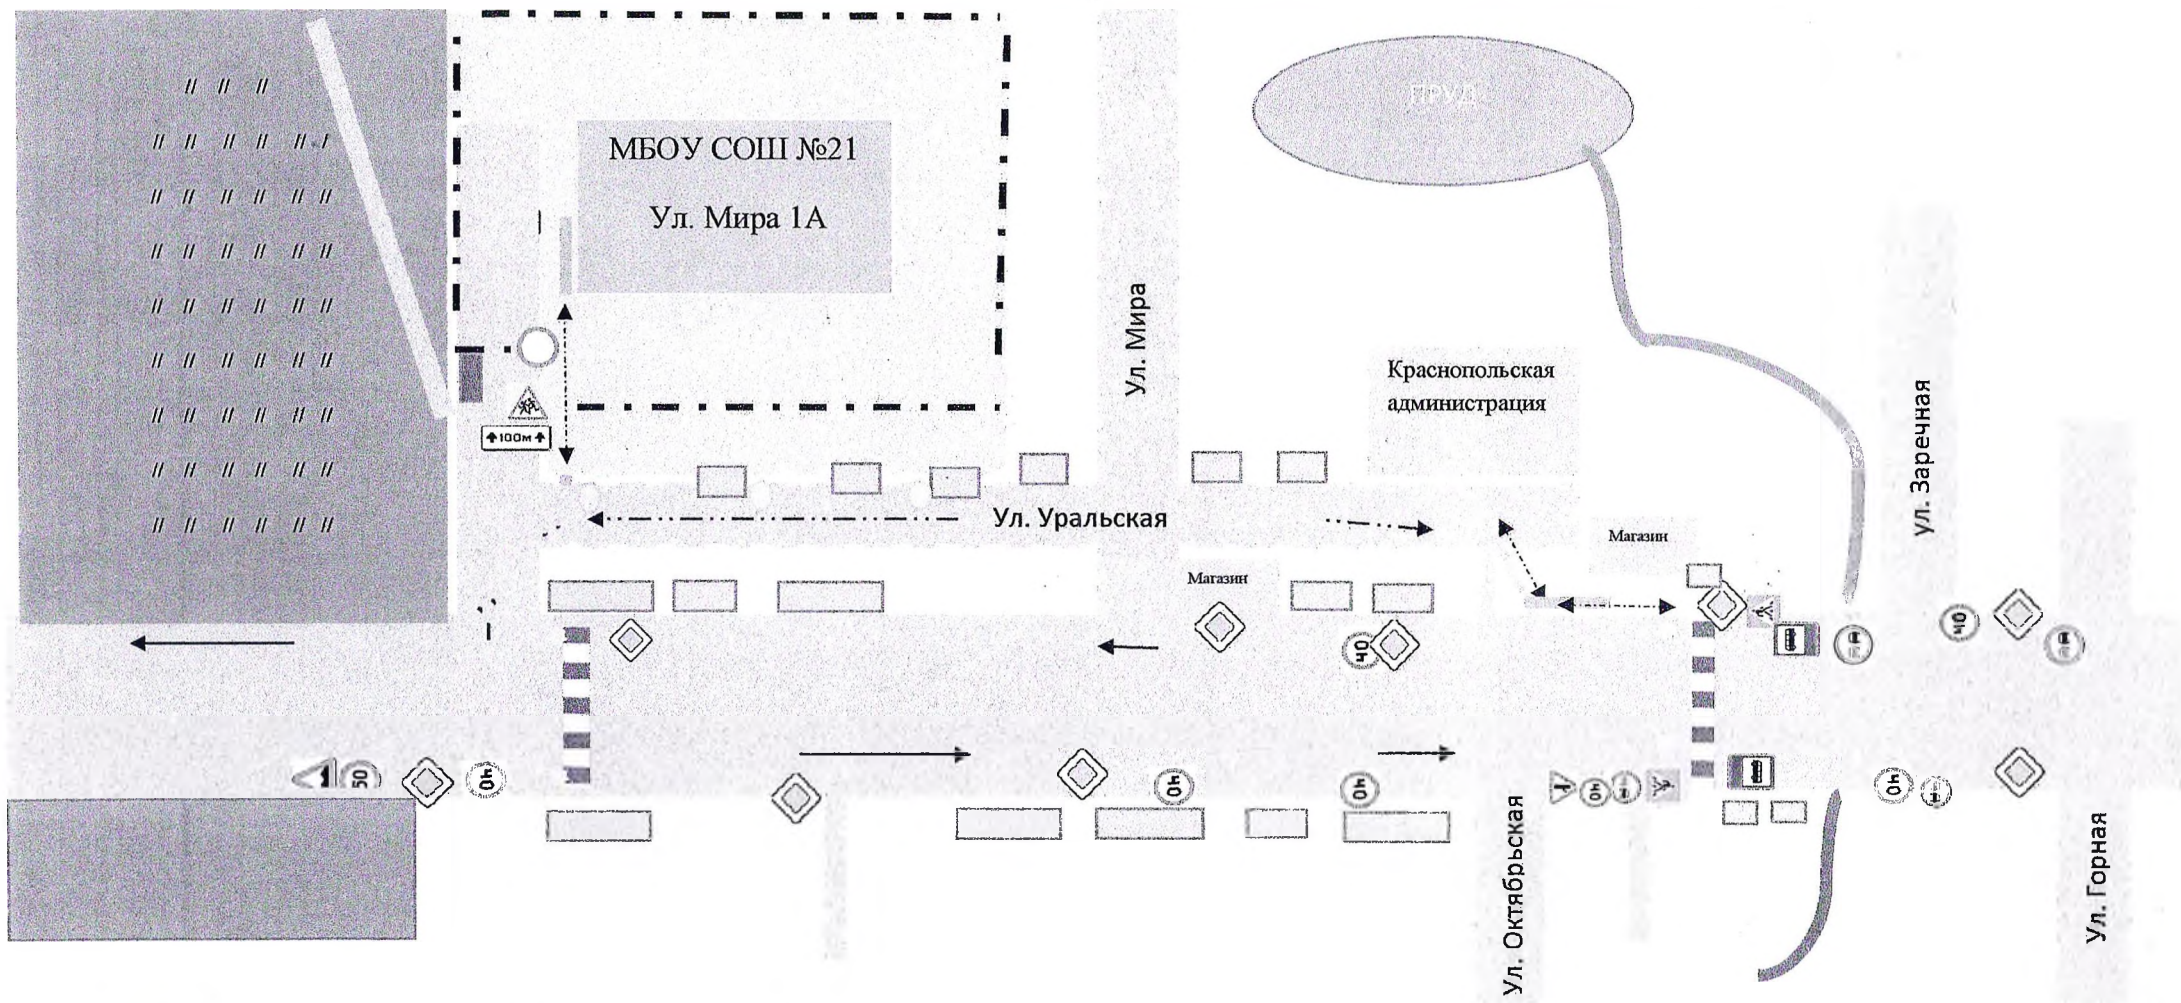 ПРУД
МБОУ СОШ №21
Ул. Мира 1А
Ул. Мира
Краснопольская
администрация
ул. Заречная
100м
Ул. Уральская
Магазин
Магазин
40
40
50
40
40
40
40
40
Ул. Октябрьская
Ул. Горная